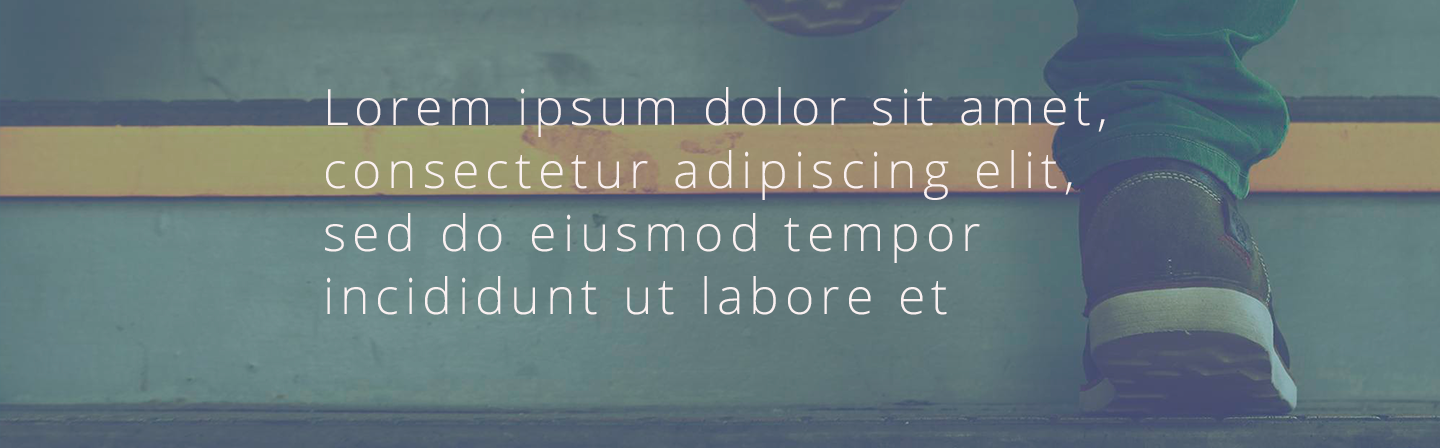 Lorem ipsum dolor sit amet,
consectetur adipiscing elit,
sed do eiusmod tempor
incididunt ut labore et